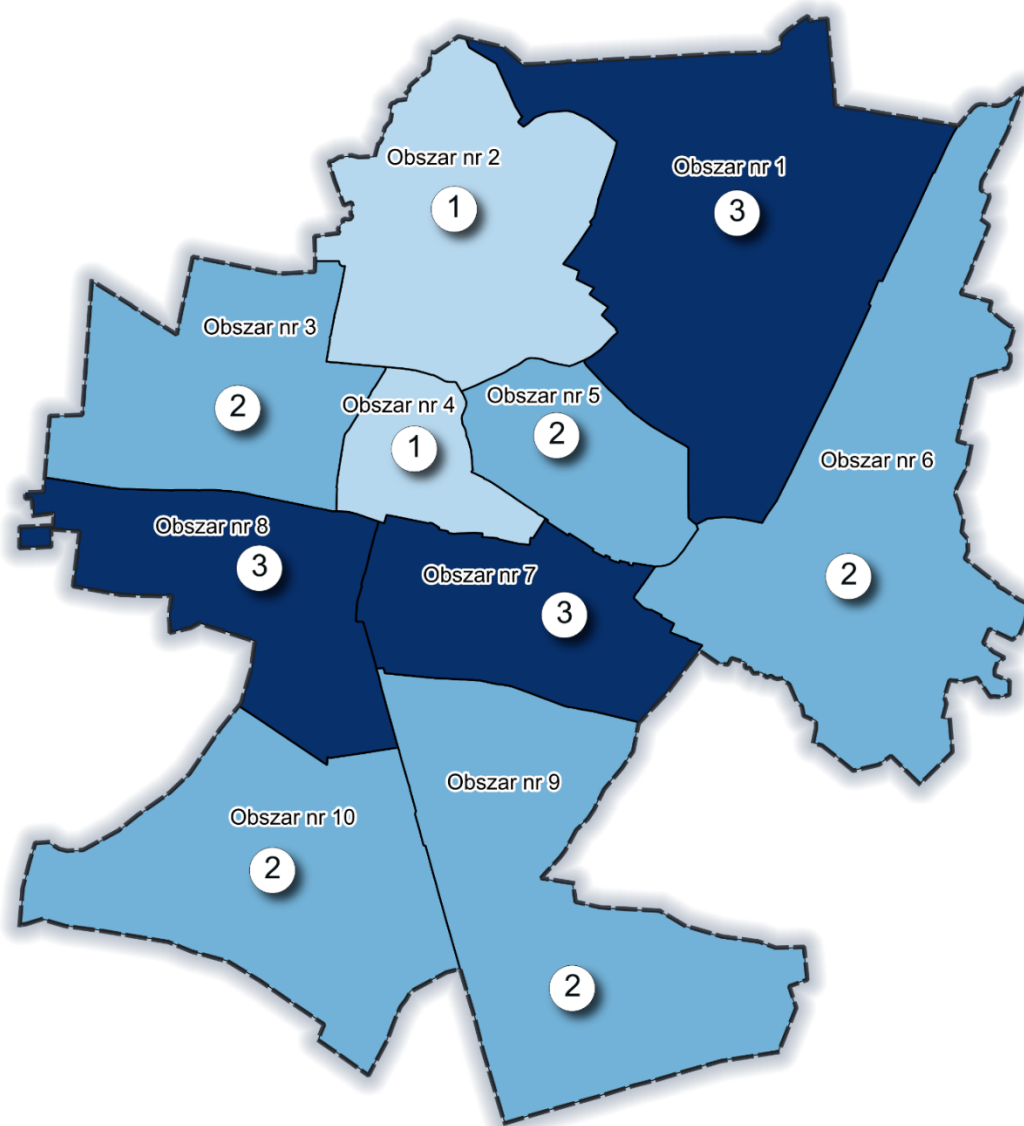 Obszar nr 2
1
Obszar nr 1
3
Obszar nr 3
2
Obszar nr 4
1
Obszar nr 5
2
Obszar nr 6
2
Obszar nr 8
3
Obszar nr 7
3
Obszar nr 9
2
Obszar nr 10
2